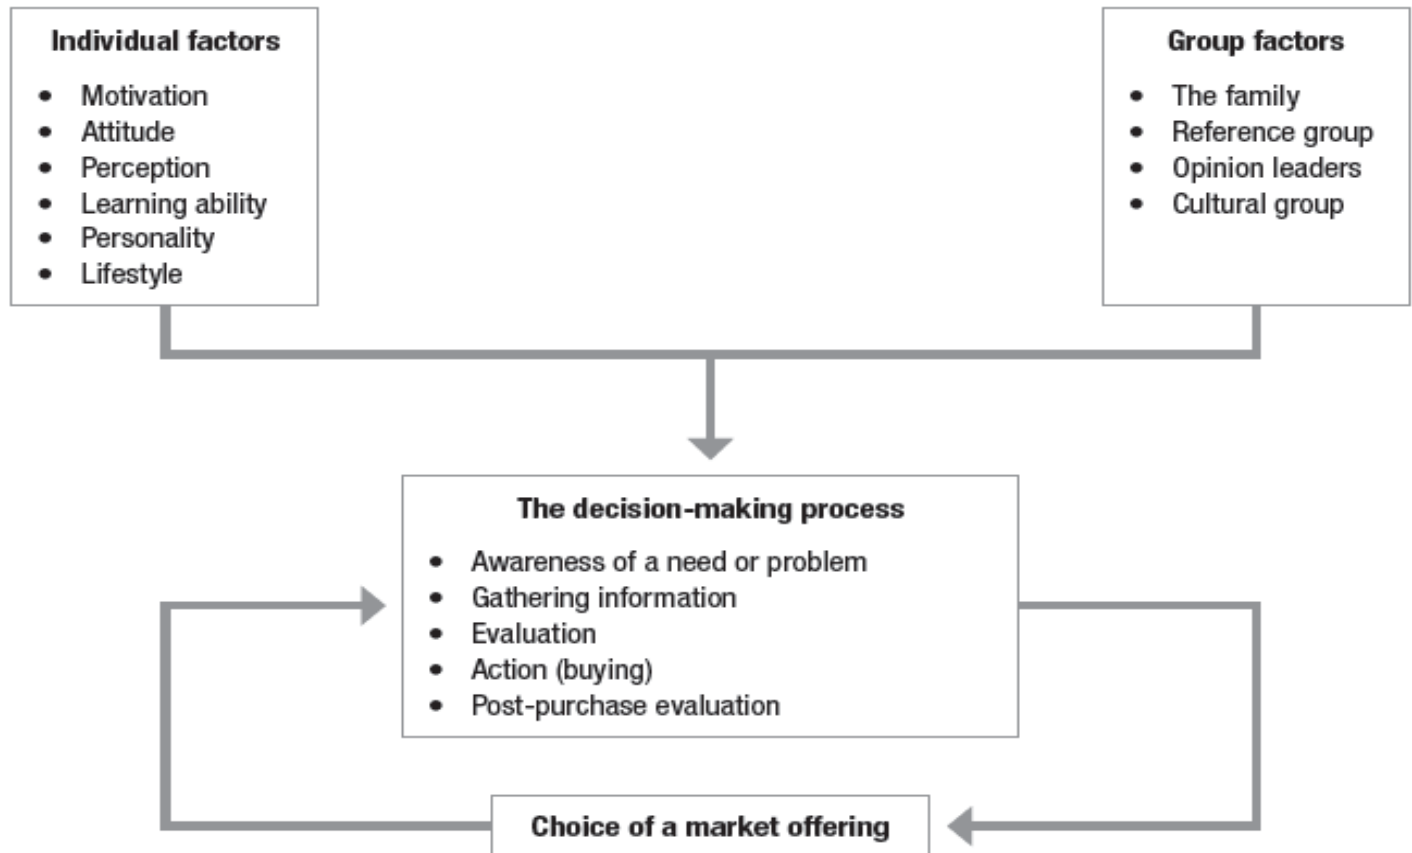 Individual factors
• Motivation
• Attitude
• Perception
• Learning ability
• Personality
• Lifestyle
Group factors
• The family
• Reference group
• Opinion leaders
• Cultural group
The decision-making process
• Awareness of a need or problem
• Gathering information
• Evaluation
• Action (buying)
• Post-purchase evaluation
Choice of a market offering